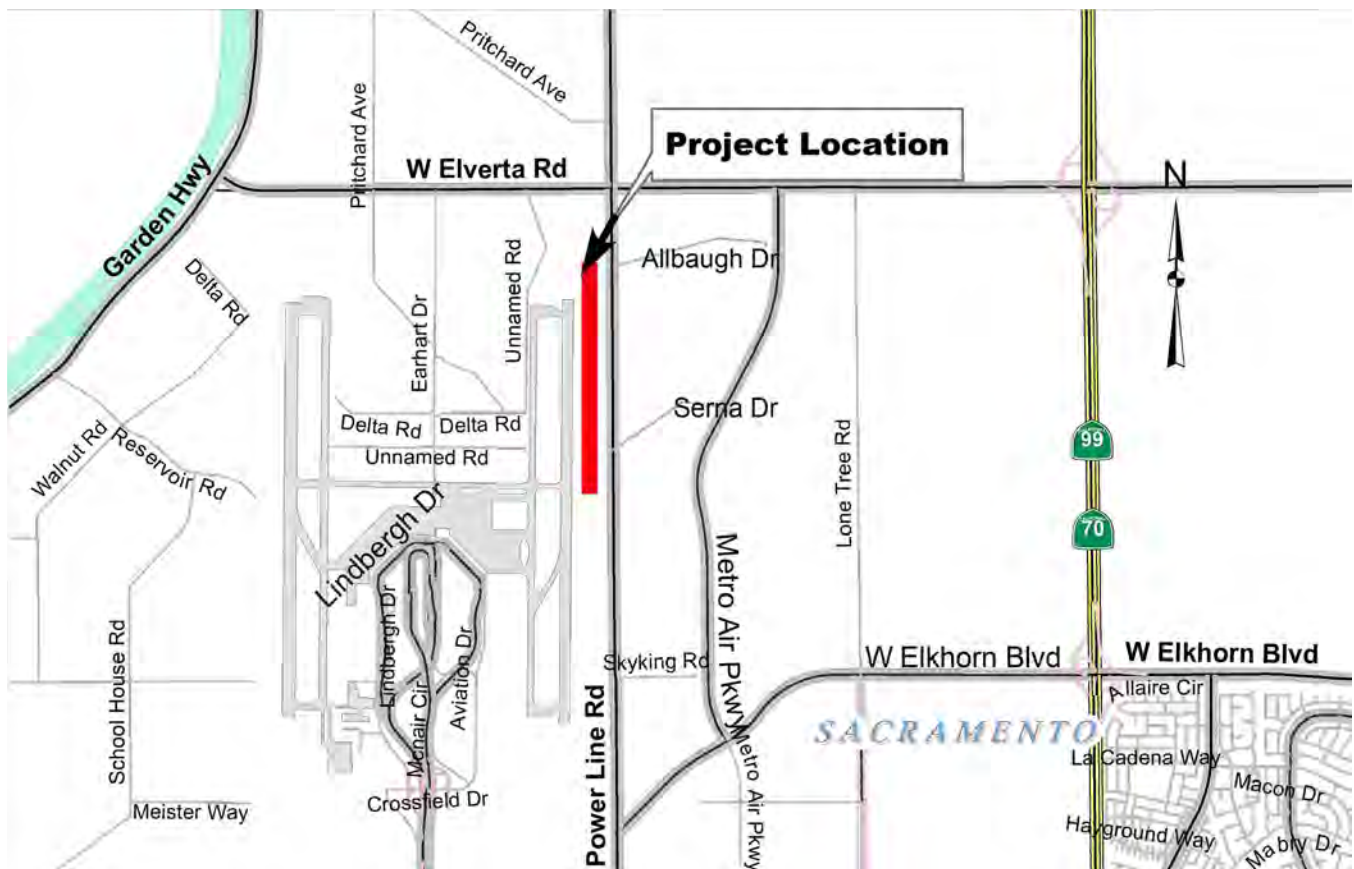 Pritchard Ave
Pritchard Ave
Project Location
W Elverta Rd
N
Garden Hwy
Delta Rd
Unnamed Rd
Allbaugh Dr
Earhart Dr
Serna Dr
Delta Rd
Delta Rd
Unnamed Rd
Walnut Rd
Reservoir Rd
Lone Tree Rd
99
70
Lindbergh Dr
Metro Air Pkwy
School House Rd
Lindbergh Dr
Mcnair Cir
Aviation Dr
Skyking Rd
Power Line Rd
W Elkhorn Blvd
W Elkhorn Blvd
Allaire Cir
SACRAMENTO
La Cadena Way
Metro Air Pkwy
Macon Dr
Crossfield Dr
Meister Way
Hayground Way
Mabry Dr